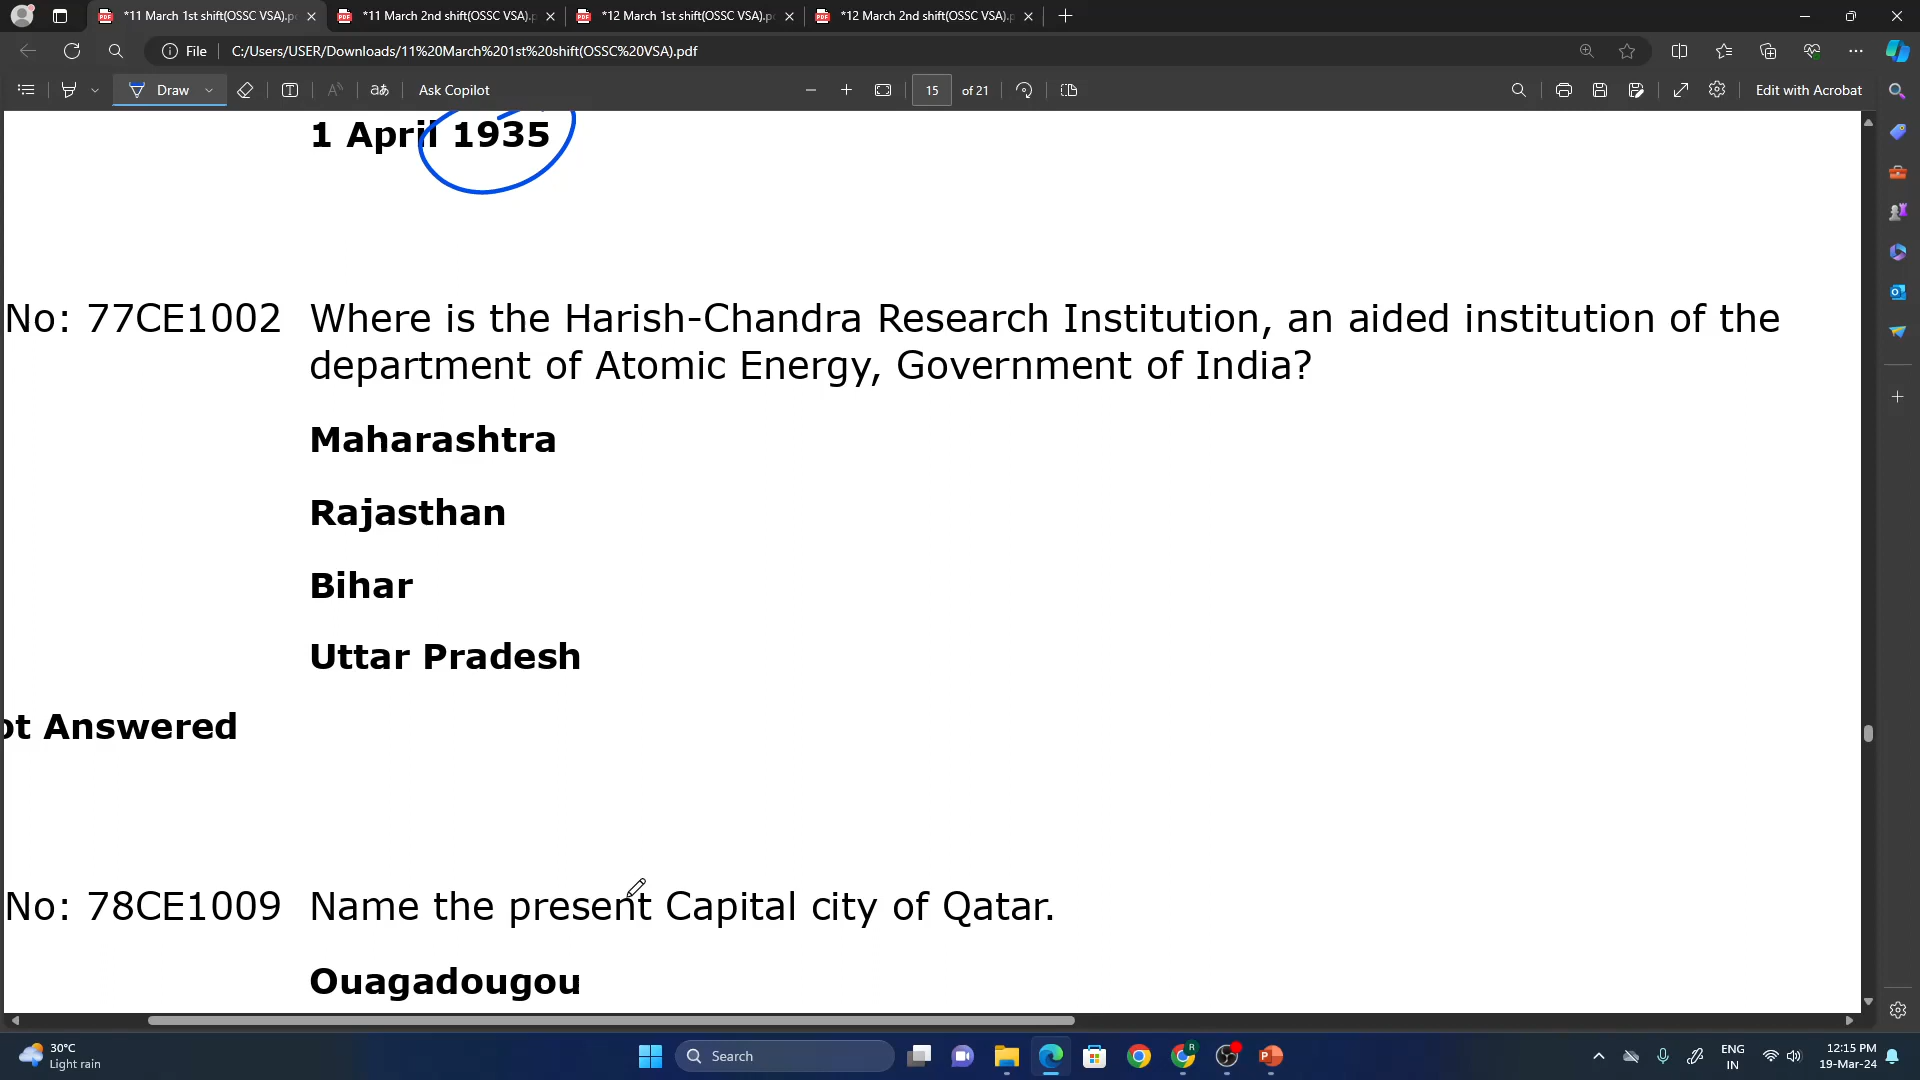 *11 March 1st shift(OSSC VSA).p
*11 March 2nd shift(OSSC VSA).p
*12 March 1st shift(OSSC VSA).p
*12 March 2nd shift(OSSC VSA).p
File
C:/Users/USER/Downloads/11%20March%201st%20shift(OSSC%20VSA).pdf
Draw
Ask Copilot
15
of 21
Edit with Acrobat
1 April 1935
No: 77CE1002 Where is the Harish-Chandra Research Institution, an aided institution of the
department of Atomic Energy, Government of India?
Maharashtra
Rajasthan
Bihar
Uttar Pradesh
ot Answered
No: 78CE1009 Name the present Capital city of Qatar.
Ouagadougou
30°C
Light rain
Search
ENG
IN
12:15 PM
19-Mar-24